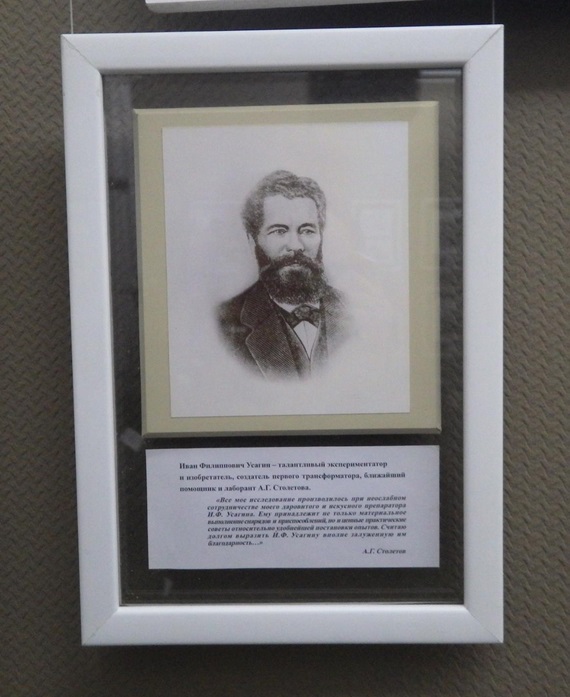 Иван Филиппович Усагин – талантливый экспериментатор
и изобретатель, создатель первого трансформатора, ближайший
помощник и лаборант А.Г. Столетова.
«Все мое исследование производилось при неослабном
сотрудничестве моего даровитого и искусного препаратора
И.Ф. Усагина. Ему принадлежит не только материальное
выполнение снарядов и приспособлений, но и ценные практические
советы относительно удобнейшей постановки опытов. Считаю
долгом выразить И.Ф. Усагину вполне заслуженную им
благодарность…»
А.Г. Столетов